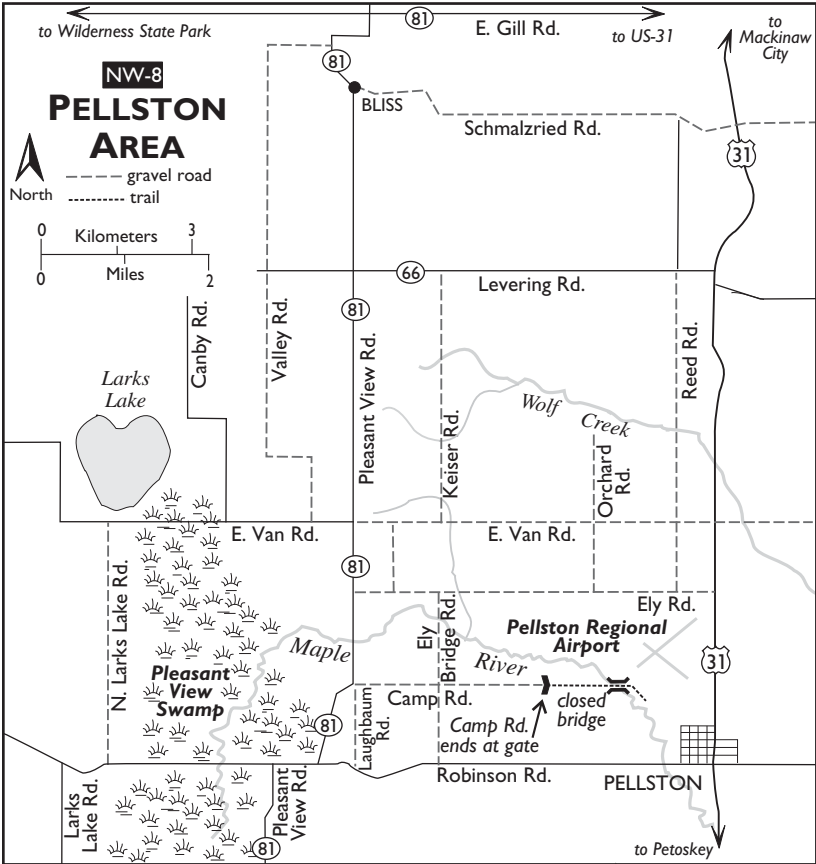 to Wilderness State Park
81
E. Gill Rd.
to US-31
to
Mackinaw
City
NW-8
PELLSTON
AREA
North
gravel road
trail
0
Kilometers
3
0
Miles
2
81
BLISS
Schmalzried Rd.
31
66
Levering Rd.
81
Canby Rd.
Valley Rd.
Pleasant View Rd.
Keiser Rd.
Reed Rd.
Larks
Lake
Wolf Creek
Orchard
Rd.
E. Van Rd.
E. Van Rd.
81
N. Larks Lake Rd.
Ely Rd.
Ely
Bridge Rd.
Maple River
Pellston Regional
Airport
31
Pleasant
View
Swamp
Camp Rd.
closed
bridge
81
Laughbaum
Rd.
Camp Rd.
ends at gate
Robinson Rd.
PELLSTON
Larks
Lake Rd.
Pleasant
View Rd.
81
to Petoskey